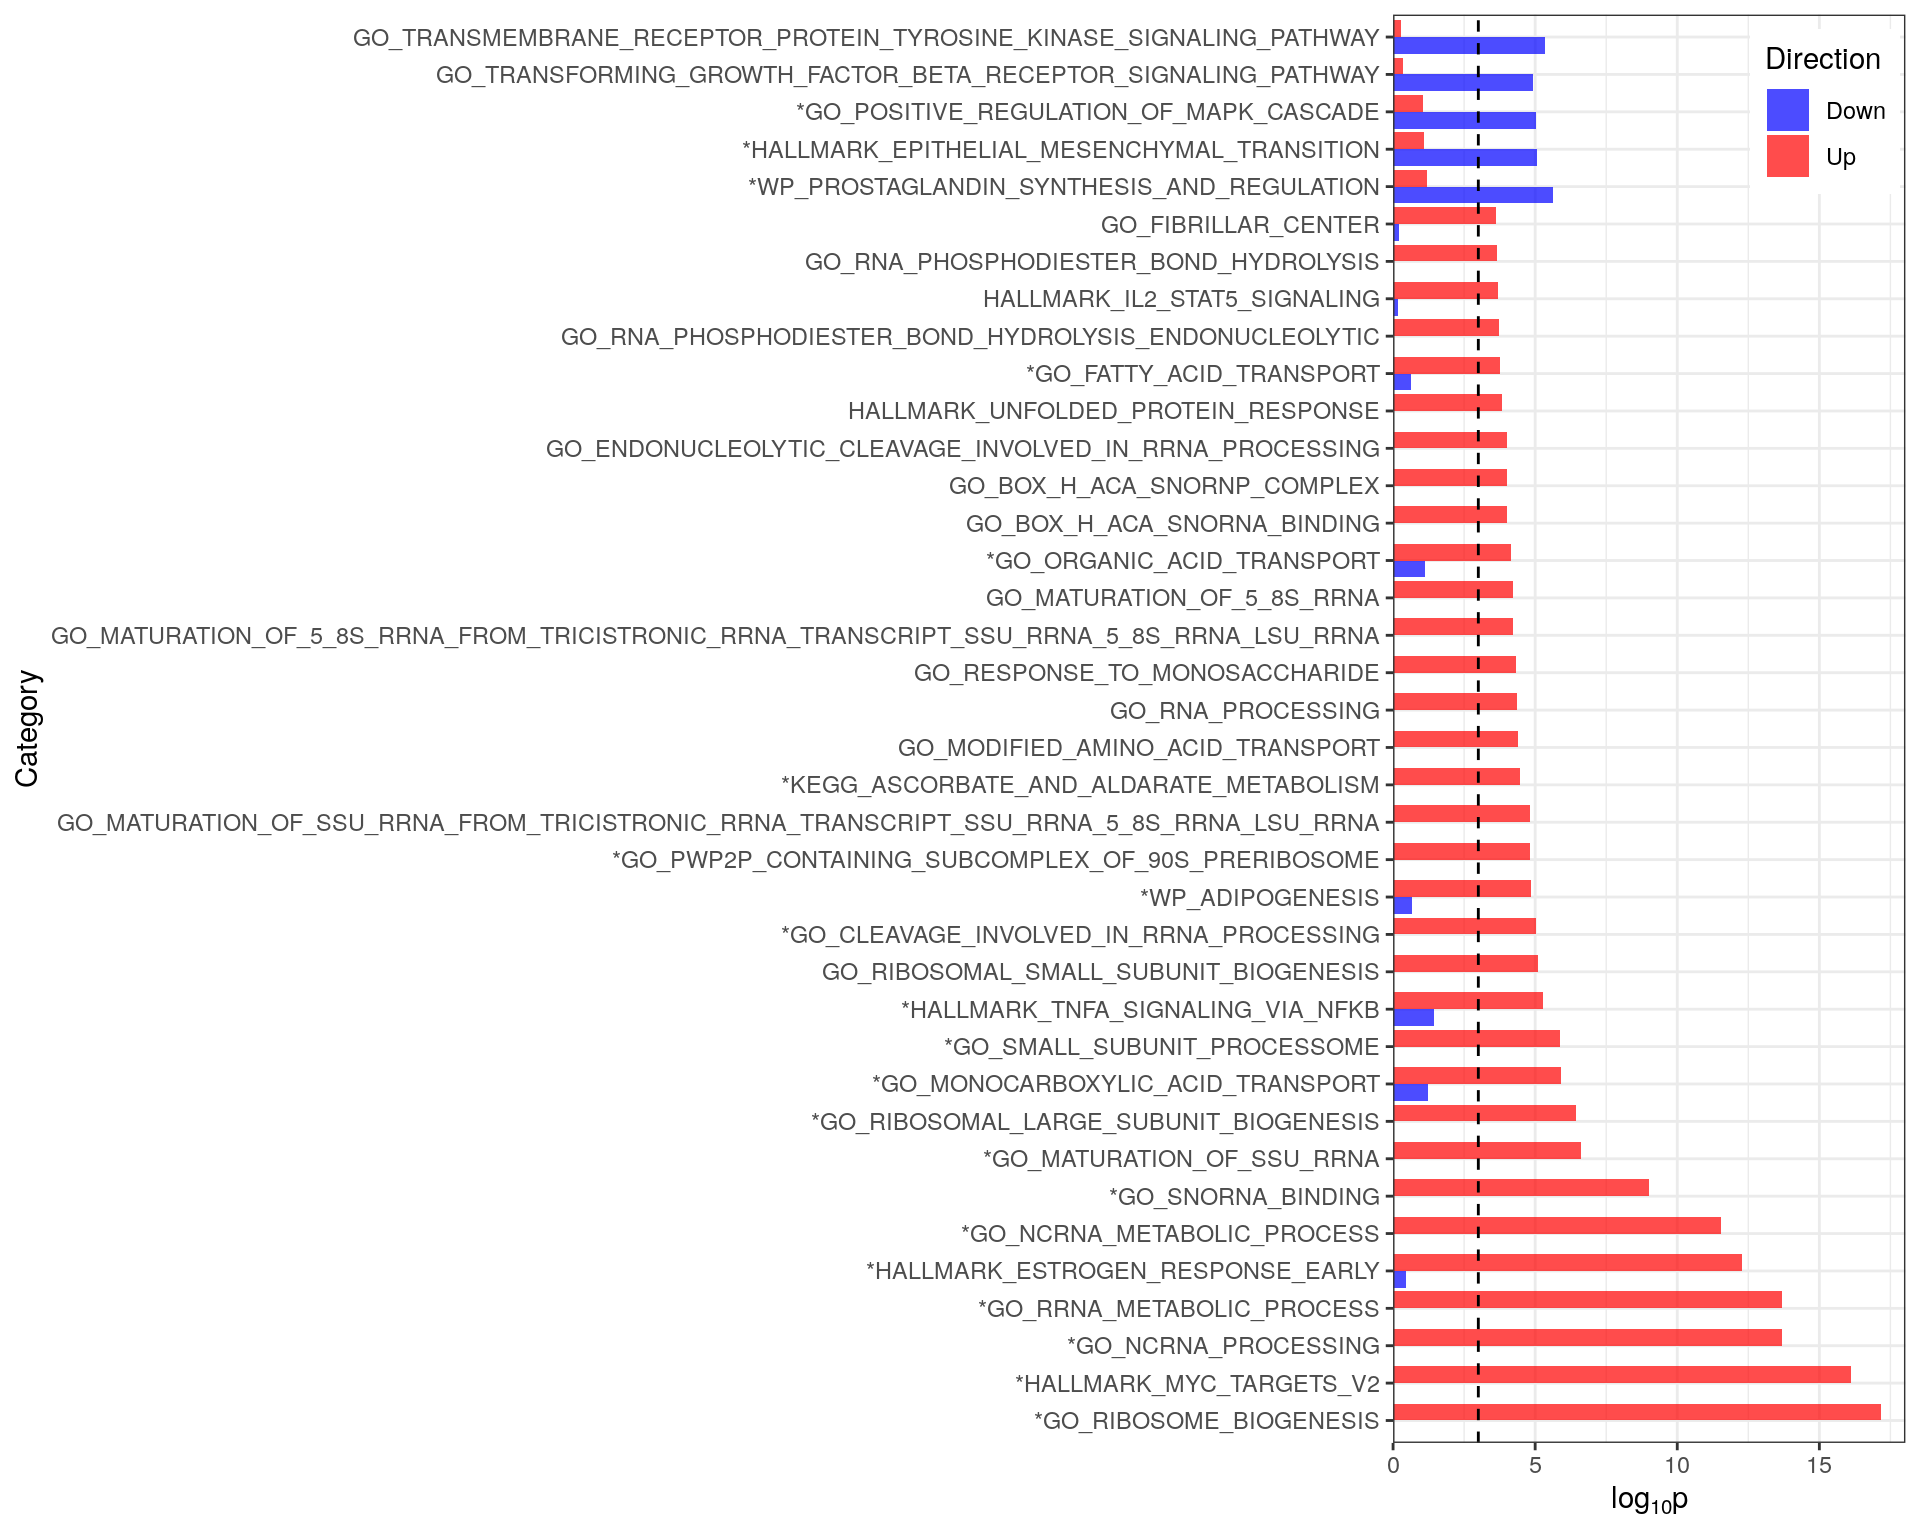 GO_TRANSMEMBRANE_RECEPTOR_PROTEIN_TYROSINE_KINASE_SIGNALING_PATHWAY
GO_TRANSFORMING_GROWTH_FACTOR_BETA_RECEPTOR_SIGNALING_PATHWAY
*GO_POSITIVE_REGULATION_OF_MAPK_CASCADE
*HALLMARK_EPITHELIAL_MESENCHYMAL_TRANSITION
*WP_PROSTAGLANDIN_SYNTHESIS_AND_REGULATION
GO_FIBRILLAR_CENTER
GO_RNA_PHOSPHODIESTER_BOND_HYDROLYSIS
HALLMARK_IL2_STAT5_SIGNALING
GO_RNA_PHOSPHODIESTER_BOND_HYDROLYSIS_ENDONUCLEOLYTIC
*GO_FATTY_ACID_TRANSPORT
HALLMARK_UNFOLDED_PROTEIN_RESPONSE
GO_ENDONUCLEOLYTIC_CLEAVAGE_INVOLVED_IN_RRNA_PROCESSING
GO_BOX_H_ACA_SNORNP_COMPLEX
GO_BOX_H_ACA_SNORNA_BINDING
*GO_ORGANIC_ACID_TRANSPORT
GO_MATURATION_OF_5_8S_RRNA
GO_MATURATION_OF_5_8S_RRNA_FROM_TRICISTRONIC_RRNA_TRANSCRIPT_SSU_RRNA_5_8S_RRNA_LSU_RRNA
GO_RESPONSE_TO_MONOSACCHARIDE
GO_RNA_PROCESSING
GO_MODIFIED_AMINO_ACID_TRANSPORT
*KEGG_ASCORBATE_AND_ALDARATE_METABOLISM
GO_MATURATION_OF_SSU_RRNA_FROM_TRICISTRONIC_RRNA_TRANSCRIPT_SSU_RRNA_5_8S_RRNA_LSU_RRNA
*GO_PWP2P_CONTAINING_SUBCOMPLEX_OF_90S_PRERIBOSOME
*WP_ADIPOGENESIS
*GO_CLEAVAGE_INVOLVED_IN_RRNA_PROCESSING
GO_RIBOSOMAL_SMALL_SUBUNIT_BIOGENESIS
*HALLMARK_TNFA_SIGNALING_VIA_NFKB
*GO_SMALL_SUBUNIT_PROCESSOME
*GO_MONOCARBOXYLIC_ACID_TRANSPORT
*GO_RIBOSOMAL_LARGE_SUBUNIT_BIOGENESIS
*GO_MATURATION_OF_SSU_RRNA
*GO_SNORNA_BINDING
*GO_NCRNA_METABOLIC_PROCESS
*HALLMARK_ESTROGEN_RESPONSE_EARLY
*GO_RRNA_METABOLIC_PROCESS
*GO_NCRNA_PROCESSING
*HALLMARK_MYC_TARGETS_V2
*GO_RIBOSOME_BIOGENESIS
Category
0 5 10 15
log₁₀p
Direction
Down
Up